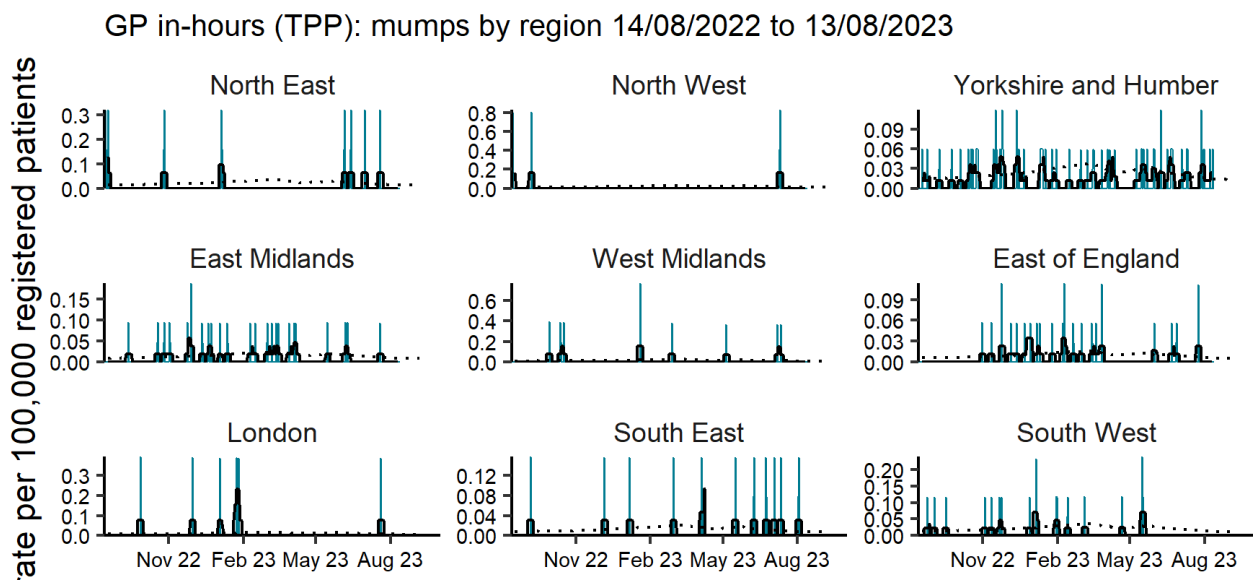 GP in-hours (TPP): mumps by region 14/08/2022 to 13/08/2023
rate per 100,000 registered patients
North East
0.3
0.2
0.1
0.0
North West
0.8
0.6
0.4
0.2
0.0
Yorkshire and Humber
0.09
0.06
0.03
0.00
East Midlands
0.15
0.10
0.05
0.00
West Midlands
0.6
0.4
0.2
0.0
East of England
0.09
0.06
0.03
0.00
London
0.3
0.2
0.1
0.0
South East
0.12
0.08
0.04
0.00
South West
0.20
0.15
0.10
0.05
0.00
Nov 22 Feb 23 May 23 Aug 23
Nov 22 Feb 23 May 23 Aug 23
Nov 22 Feb 23 May 23 Aug 23